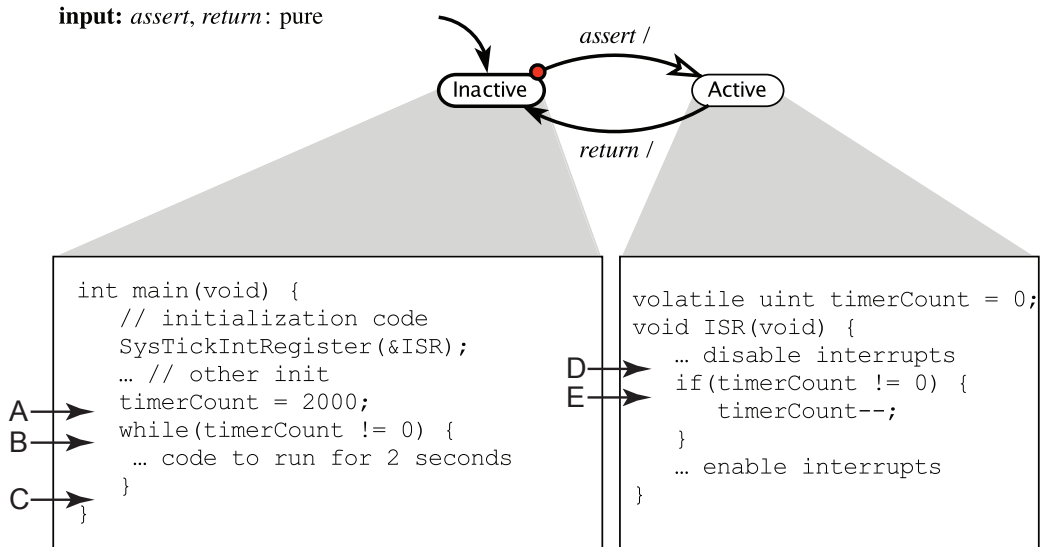 input: assert, return: pure
assert /
Inactive
Active
return /
int main(void) {
// initialization code
SysTickIntRegister(&ISR);
… // other init
A
timerCount = 2000;
B
while(timerCount != 0) {
… code to run for 2 seconds
}
C
}
volatile uint timerCount = 0;
void ISR(void) {
… disable interrupts
D
if(timerCount != 0) {
E
timerCount--;
}
… enable interrupts
}